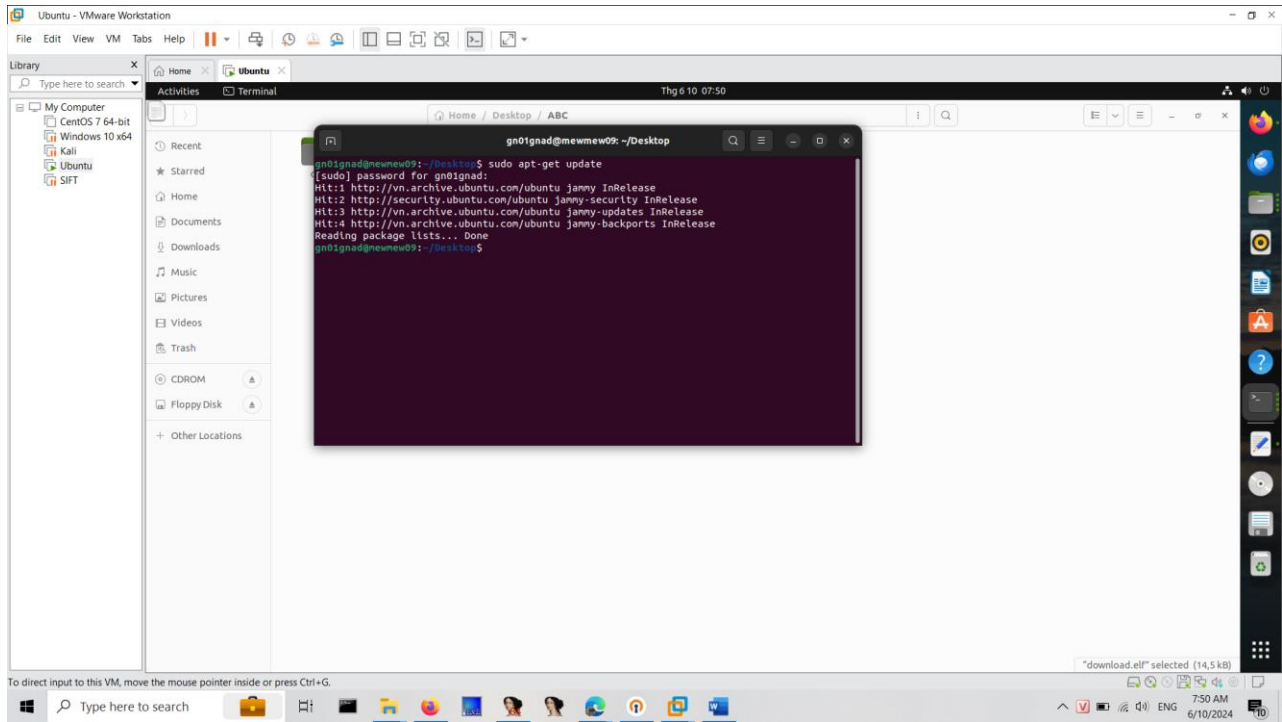 Ubuntu - VMware Workstation
File Edit View VM Tabs Help
Library
Type here to search
My Computer
CentOS 7 64-bit
Windows 10 x64
Kali
Ubuntu
SIFT
Home
Ubuntu
Activities
Terminal
Thg 6 10 07:50
Home / Desktop / ABC
Recent
Starred
Home
Documents
Downloads
Music
Pictures
Videos
Trash
CDROM
Floppy Disk
+ Other Locations
gn01gnad@mewmew09: ~/Desktop
gn01gnad@mewmew09:~/Desktop$ sudo apt-get update
[sudo] password for gn01gnad:
Hit:1 http://vn.archive.ubuntu.com/ubuntu jammy InRelease
Hit:2 http://security.ubuntu.com/ubuntu jammy-security InRelease
Hit:3 http://vn.archive.ubuntu.com/ubuntu jammy-updates InRelease
Hit:4 http://vn.archive.ubuntu.com/ubuntu jammy-backports InRelease
Reading package lists... Done
gn01gnad@mewmew09:~/Desktop$
"download.elf" selected (14,5 kB)
To direct input to this VM, move the mouse pointer inside or press Ctrl+G.
Type here to search
ENG
7:50 AM
6/10/2024